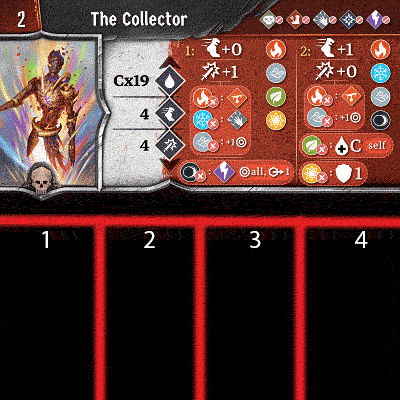 2 The Collector
1: +0 2: +1
+1 +0
Cx19
4 : :
: : +1
4 : +1 : C self
: all, 1 : 1
1 2 3 4